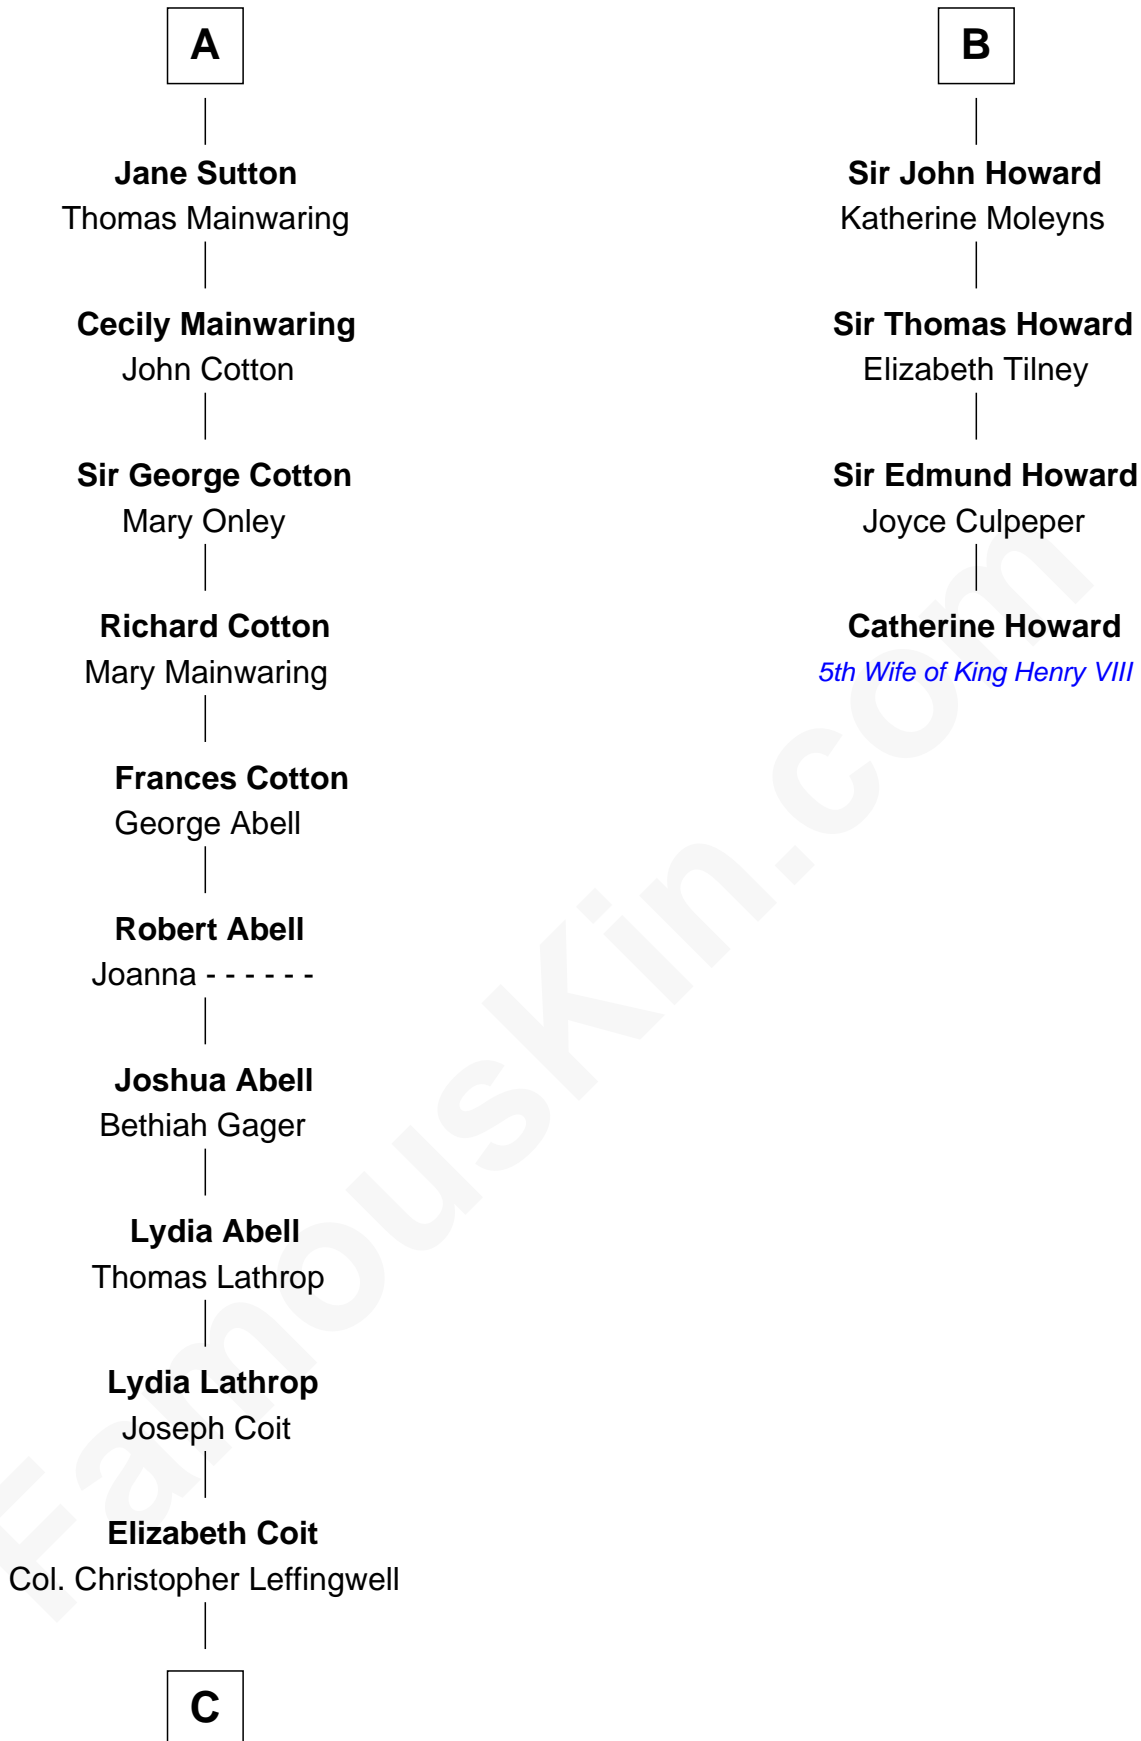 A
Jane Sutton
Thomas Mainwaring
Cecily Mainwaring
John Cotton
Sir George Cotton
Mary Onley
Richard Cotton
Mary Mainwaring
Frances Cotton
George Abell
Robert Abell
Joanna - - - - - -
Joshua Abell
Bethiah Gager
Lydia Abell
Thomas Lathrop
Lydia Lathrop
Joseph Coit
Elizabeth Coit
Col. Christopher Leffingwell
C
B
Sir John Howard
Katherine Moleyns
Sir Thomas Howard
Elizabeth Tilney
Sir Edmund Howard
Joyce Culpeper
Catherine Howard
5th Wife of King Henry VIII
FamousKin.com